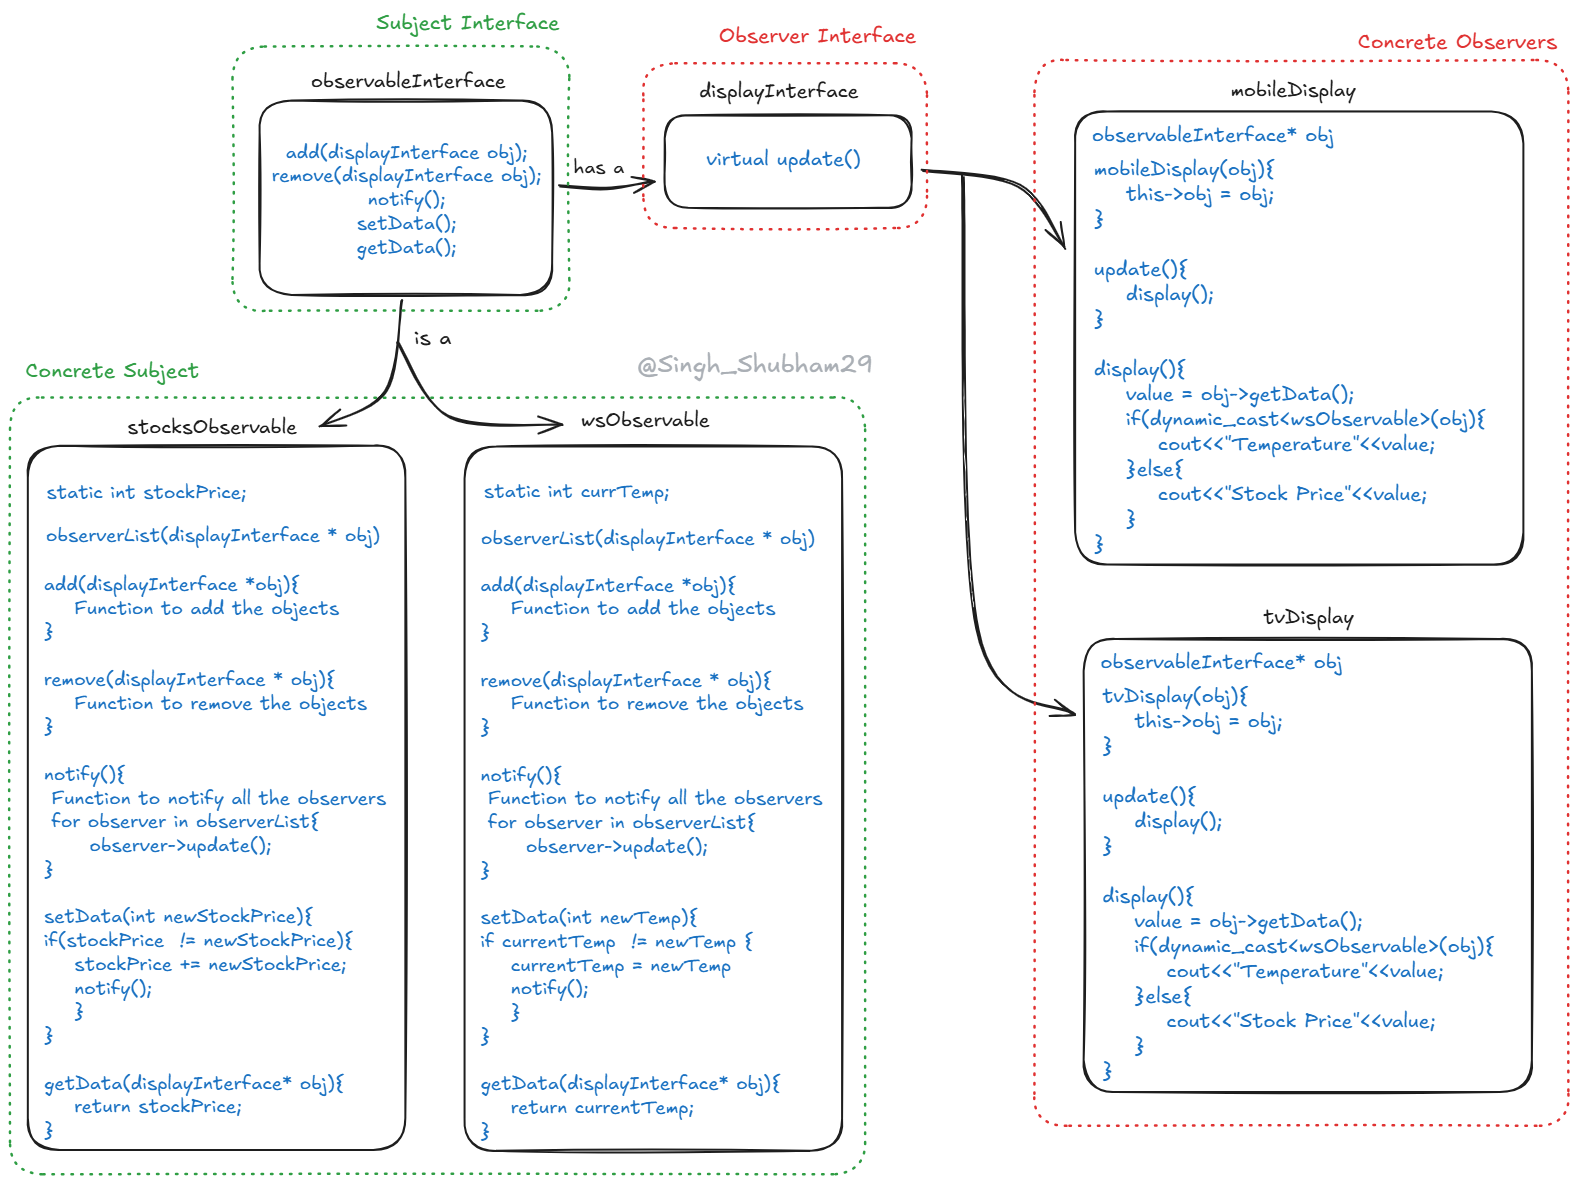 Subject Interface
observableInterface
add(displayInterface obj);
remove(displayInterface obj);
notify();
setData();
getData();
has a
Observer Interface
displayInterface
virtual update()
is a
@Singh_Shubham29
Concrete Subject
stocksObservable
static int stockPrice;
observerList(displayInterface * obj)
add(displayInterface *obj){
Function to add the objects
}
remove(displayInterface * obj){
Function to remove the objects
}
notify(){
Function to notify all the observers
for observer in observerList{
observer->update();
}
setData(int newStockPrice){
if(stockPrice != newStockPrice){
stockPrice += newStockPrice;
notify();
}
}
getData(displayInterface* obj){
return stockPrice;
}
wsObservable
static int currTemp;
observerList(displayInterface * obj)
add(displayInterface *obj){
Function to add the objects
}
remove(displayInterface * obj){
Function to remove the objects
}
notify(){
Function to notify all the observers
for observer in observerList{
observer->update();
}
setData(int newTemp){
if currentTemp != newTemp {
currentTemp = newTemp
notify();
}
}
getData(displayInterface* obj){
return currentTemp;
}
Concrete Observers
mobileDisplay
observableInterface* obj
mobileDisplay(obj){
this->obj = obj;
}
update(){
display();
}
display(){
value = obj->getData();
if(dynamic_cast<wsObservable>(obj){
cout<<"Temperature"<<value;
}else{
cout<<"Stock Price"<<value;
}
}
tvDisplay
observableInterface* obj
tvDisplay(obj){
this->obj = obj;
}
update(){
display();
}
display(){
value = obj->getData();
if(dynamic_cast<wsObservable>(obj){
cout<<"Temperature"<<value;
}else{
cout<<"Stock Price"<<value;
}
}